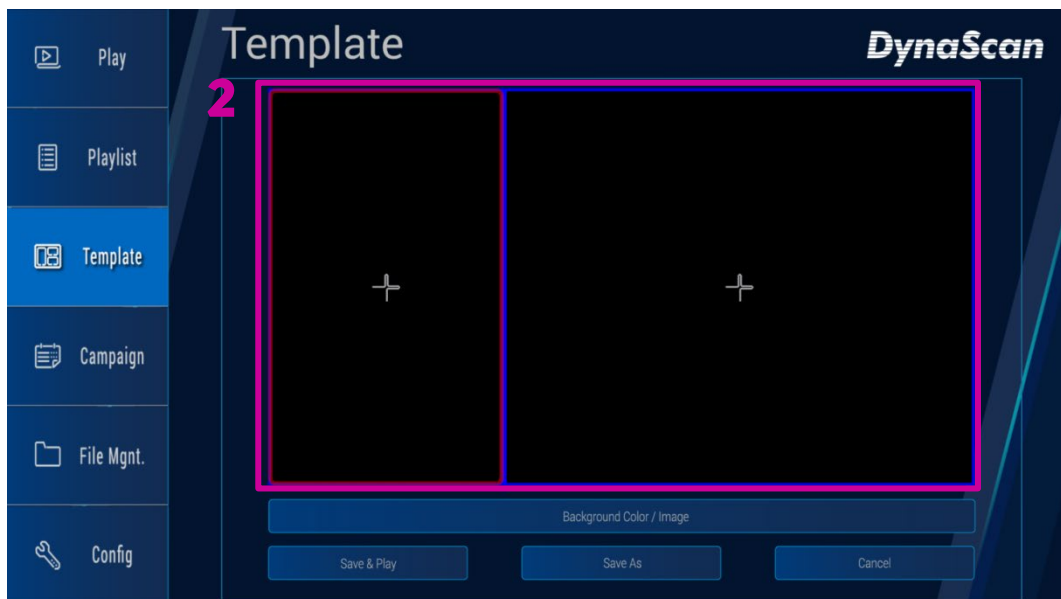 Play
Template
DynaScan
2
Playlist
Template
Campaign
File Mgnt.
Config
Background Color / Image
Save & Play
Save As
Cancel